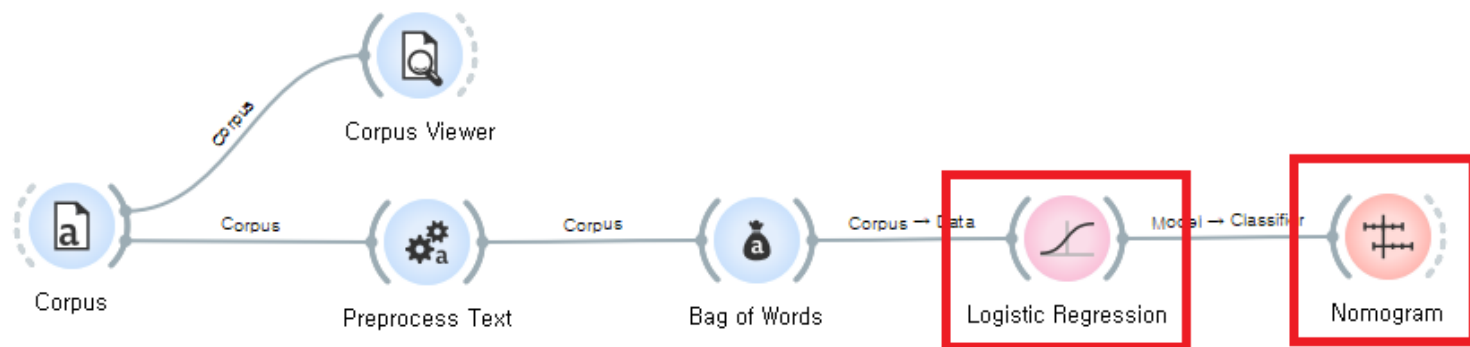 Corpus Viewer
Corpus
Corpus
Corpus
Corpus → Data
Model → Classifier
Corpus
Preprocess Text
Bag of Words
Logistic Regression
Nomogram
a
a
a